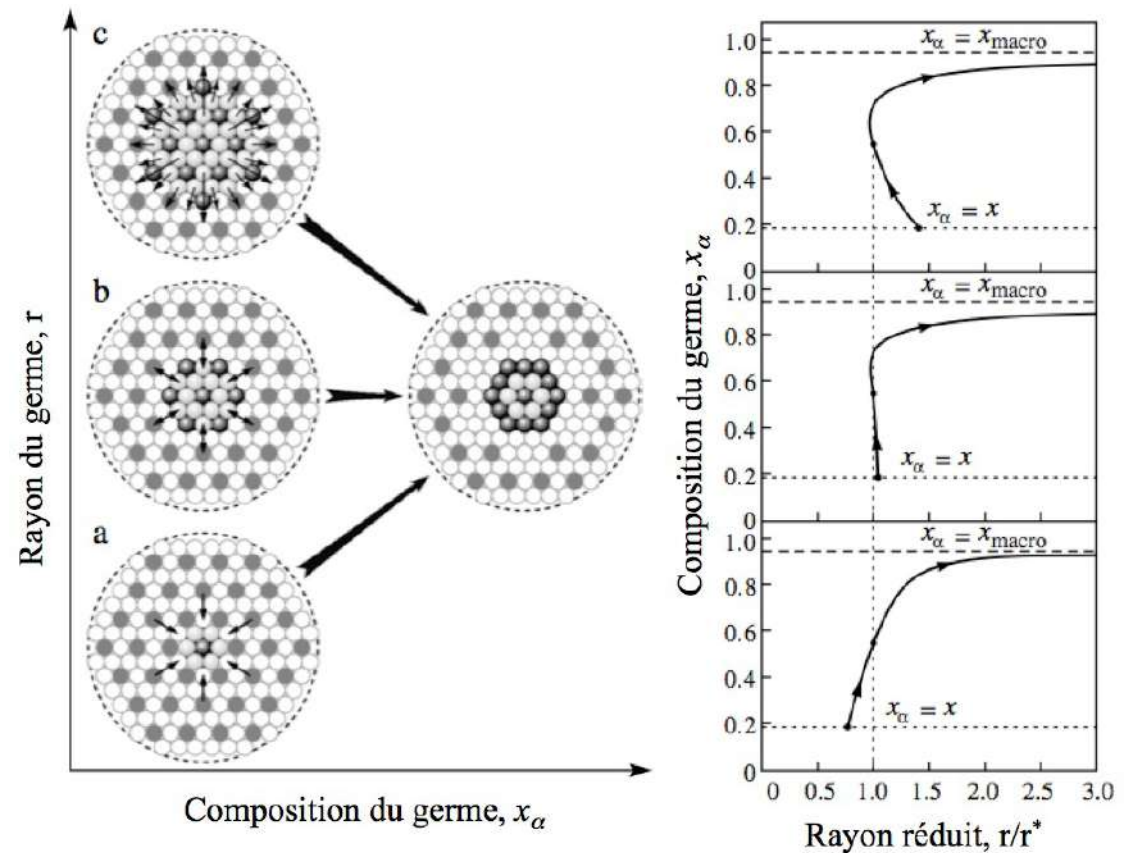 c
b
a
Rayon du germe, r
Composition du germe, xα
Composition du germe, xα
1.0
0.8
0.6
0.4
0.2
0
xα = xmacro
xα = x
1.0
0.8
0.6
0.4
0.2
0
xα = xmacro
xα = x
1.0
0.8
0.6
0.4
0.2
0
xα = xmacro
xα = x
0 0.5 1.0 1.5 2.0 2.5 3.0
Rayon réduit, r/r*